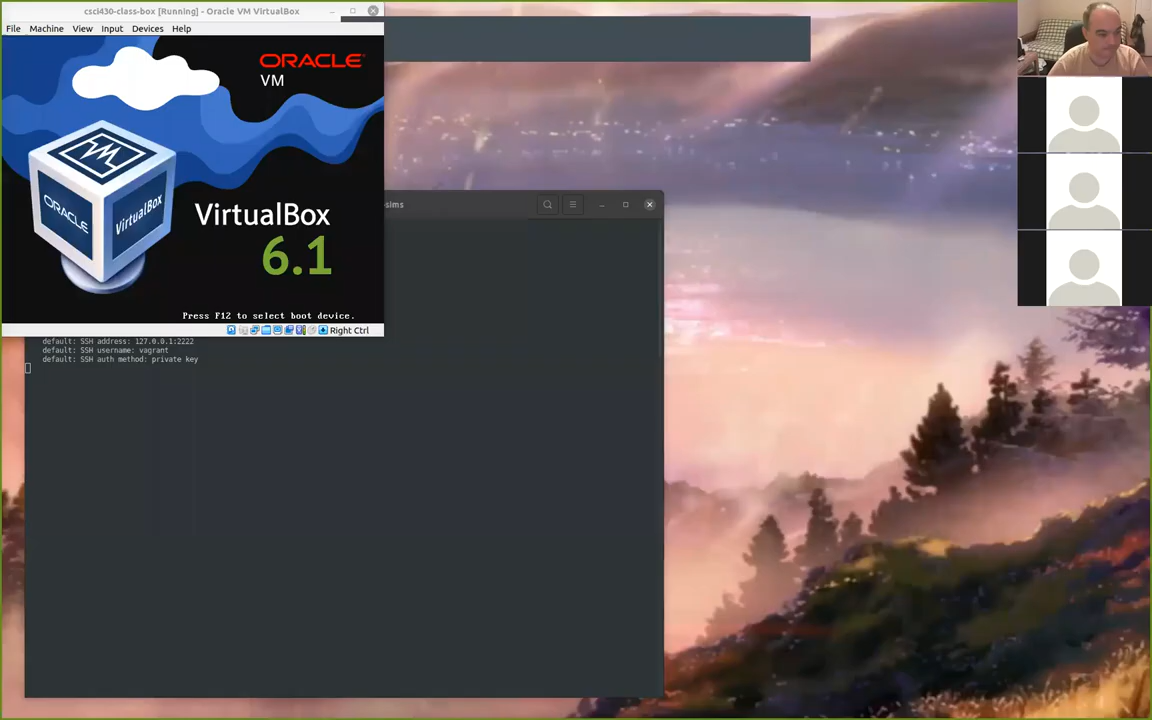 csci430-class-box [Running] - Oracle VM VirtualBox
File Machine View Input Devices Help
ORACLE
VM
ORACLE
VirtualBox
VirtualBox
6.1
Press F12 to select boot device.
Right Ctrl
default: SSH address: 127.0.0.1:2222
default: SSH username: vagrant
default: SSH auth method: private key